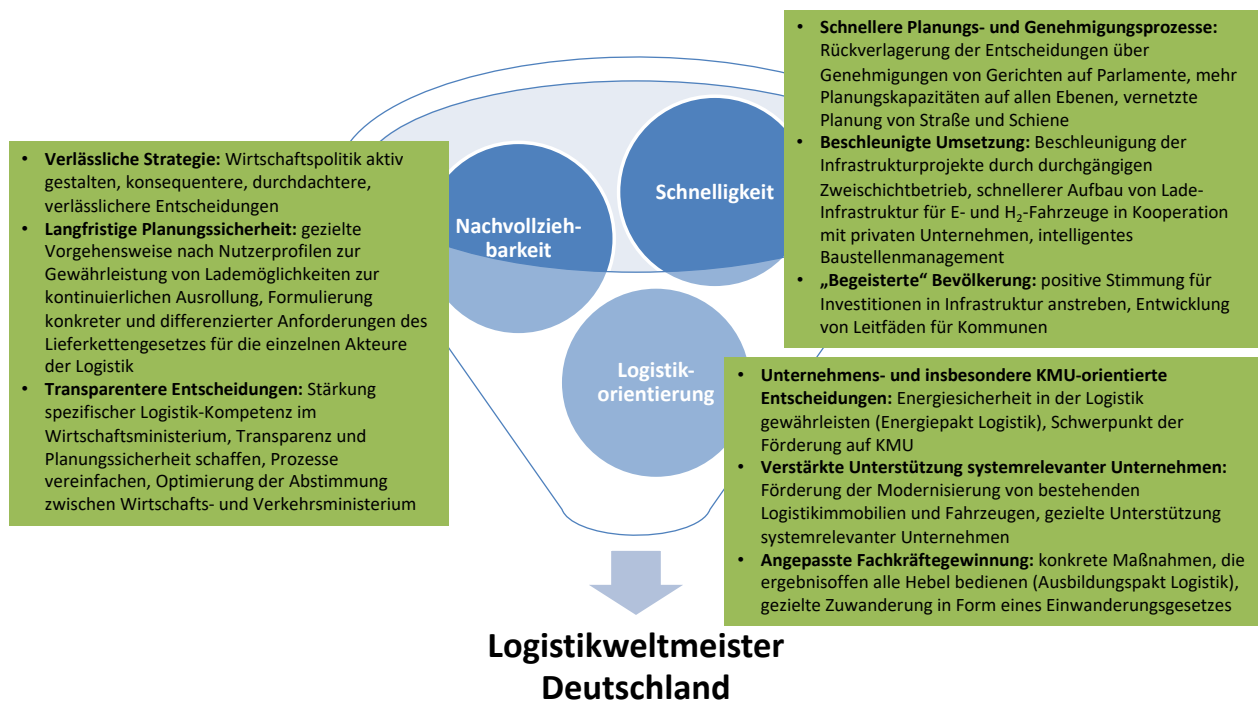 • Verlässliche Strategie: Wirtschaftspolitik aktiv
gestalten, konsequentere, durchdachtere,
verlässlichere Entscheidungen
• Langfristige Planungssicherheit: gezielte
Vorgehensweise nach Nutzerprofilen zur
Gewährleistung von Lademöglichkeiten zur
kontinuierlichen Ausrollung, Formulierung
konkreter und differenzierter Anforderungen des
Lieferkettengesetzes für die einzelnen Akteure
der Logistik
• Transparentere Entscheidungen: Stärkung
spezifischer Logistik-Kompetenz im
Wirtschaftsministerium, Transparenz und
Planungssicherheit schaffen, Prozesse
vereinfachen, Optimierung der Abstimmung
zwischen Wirtschafts- und Verkehrsministerium
Nachvollzieh-
barkeit
Schnelligkeit
Logistik-
orientierung
• Schnellere Planungs- und Genehmigungsprozesse:
Rückverlagerung der Entscheidungen über
Genehmigungen von Gerichten auf Parlamente, mehr
Planungskapazitäten auf allen Ebenen, vernetzte
Planung von Straße und Schiene
• Beschleunigte Umsetzung: Beschleunigung der
Infrastrukturprojekte durch durchgängigen
Zweischichtbetrieb, schnellerer Aufbau von Lade-
Infrastruktur für E- und H₂-Fahrzeuge in Kooperation
mit privaten Unternehmen, intelligentes
Baustellenmanagement
• „Begeisterte“ Bevölkerung: positive Stimmung für
Investitionen in Infrastruktur anstreben, Entwicklung
von Leitfäden für Kommunen
• Unternehmens- und insbesondere KMU-orientierte
Entscheidungen: Energiesicherheit in der Logistik
gewährleisten (Energiepakt Logistik), Schwerpunkt der
Förderung auf KMU
• Verstärkte Unterstützung systemrelevanter Unternehmen:
Förderung der Modernisierung von bestehenden
Logistikimmobilien und Fahrzeugen, gezielte Unterstützung
systemrelevanter Unternehmen
• Angepasste Fachkräftegewinnung: konkrete Maßnahmen, die
ergebnisoffen alle Hebel bedienen (Ausbildungspakt Logistik),
gezielte Zuwanderung in Form eines Einwanderungsgesetzes
Logistikweltmeister
Deutschland